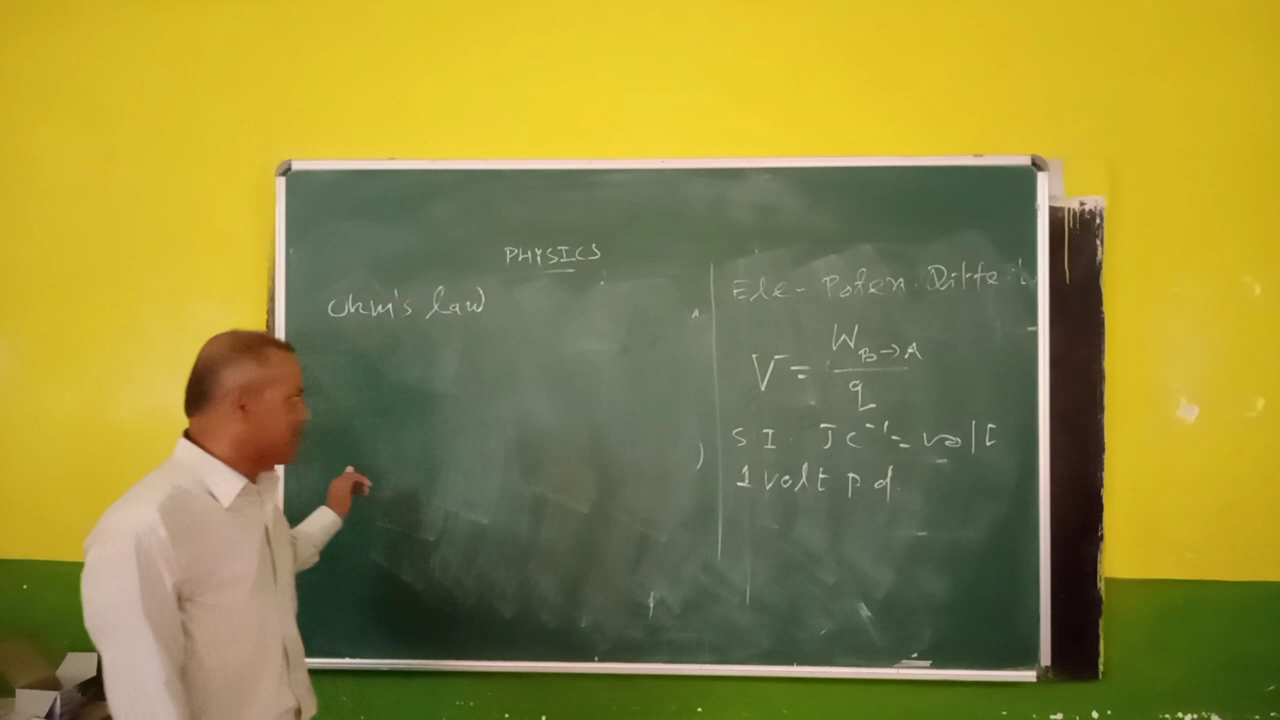 PHYSICS
Ohm's law
Ele- Poten. Diffe
V = W B→A / q
S I. J C⁻¹ = volt
1 volt p d.